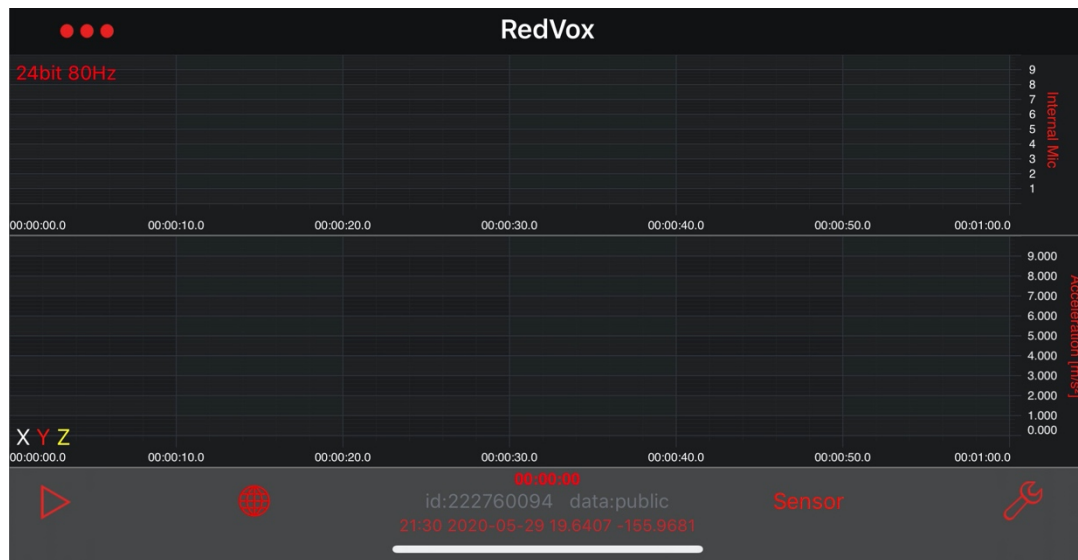 RedVox
24bit 80Hz
9
8
7
6
5
4
3
2
1
Internal Mic
00:00:00.0 00:00:10.0 00:00:20.0 00:00:30.0 00:00:40.0 00:00:50.0 00:01:00.0
9.000
8.000
7.000
6.000
5.000
4.000
3.000
2.000
1.000
0.000
Acceleration [m/s²]
X Y Z
00:00:00.0 00:00:10.0 00:00:20.0 00:00:30.0 00:00:40.0 00:00:50.0 00:01:00.0
00:00:00
id:222760094 data:public
Sensor
21:30 2020-05-29 19.6407 -155.9681